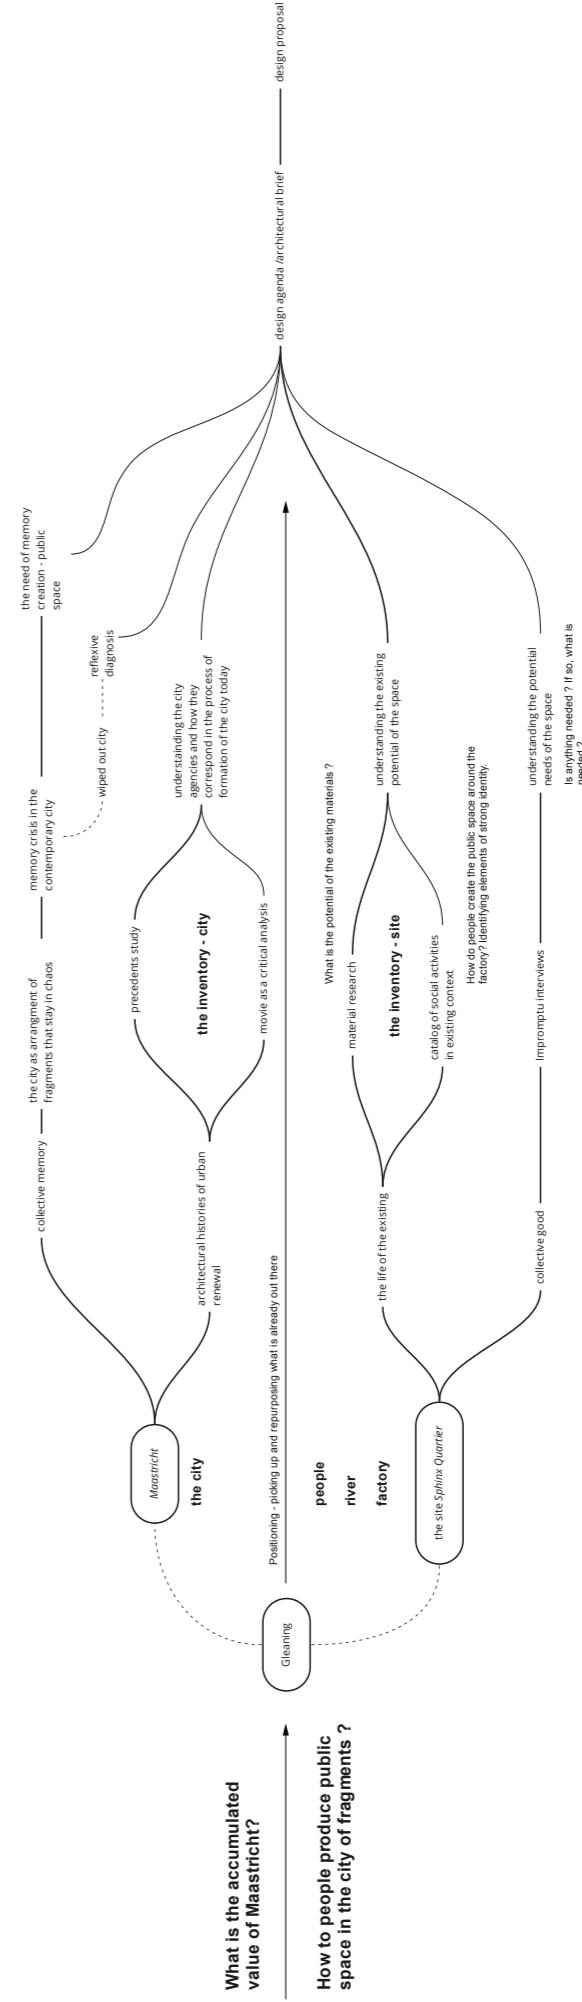 What is the accumulated
value of Maastricht?
How to people produce public
space in the city of fragments ?
Gleaning
Positioning - picking up and repurposing what is already out there
Maastricht
the city
people
river
factory
the site Sphinx Quartier
collective memory
the city as arrangment of
fragments that stay in chaos
memory crisis in the
contemporary city
the need of memory
creation - public
space
wiped out city
reflexive
diagnosis
architectural histories of urban
renewal
precedents study
the inventory - city
movie as a critical analysis
understainding the city
agencies and how they
correspond in the process of
formation of the city today
the life of the existing
What is the potential of the existing materials ?
material research
the inventory - site
catalog of social activities
in existing context
How do people create the public space around the
factory? Identifying elements of strong identity.
understanding the existing
potential of the space
collective good
Impromptu interviews
understanding the potential
needs of the space
Is anything needed ? If so, what is
needed ?
design agenda /architectural brief
design proposal